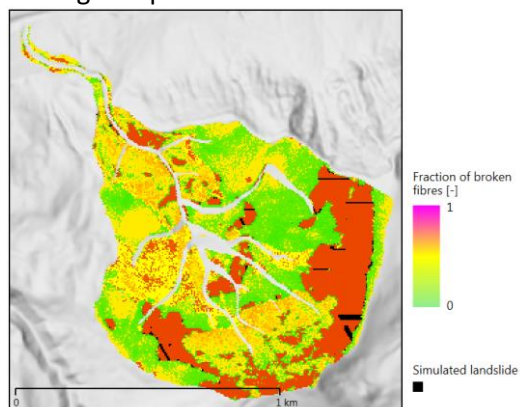 Fraction of broken
fibres [-]
1
0
Simulated landslide
0
1 km